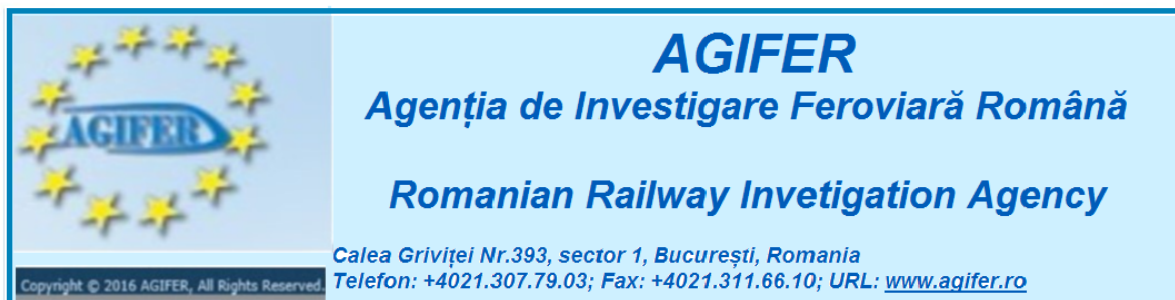 AGIFER
Copyright © 2016 AGIFER, All Rights Reserved.
AGIFER
Agenția de Investigare Feroviară Română
Romanian Railway Invetigation Agency
Calea Griviței Nr.393, sector 1, București, Romania
Telefon: +4021.307.79.03; Fax: +4021.311.66.10; URL: www.agifer.ro